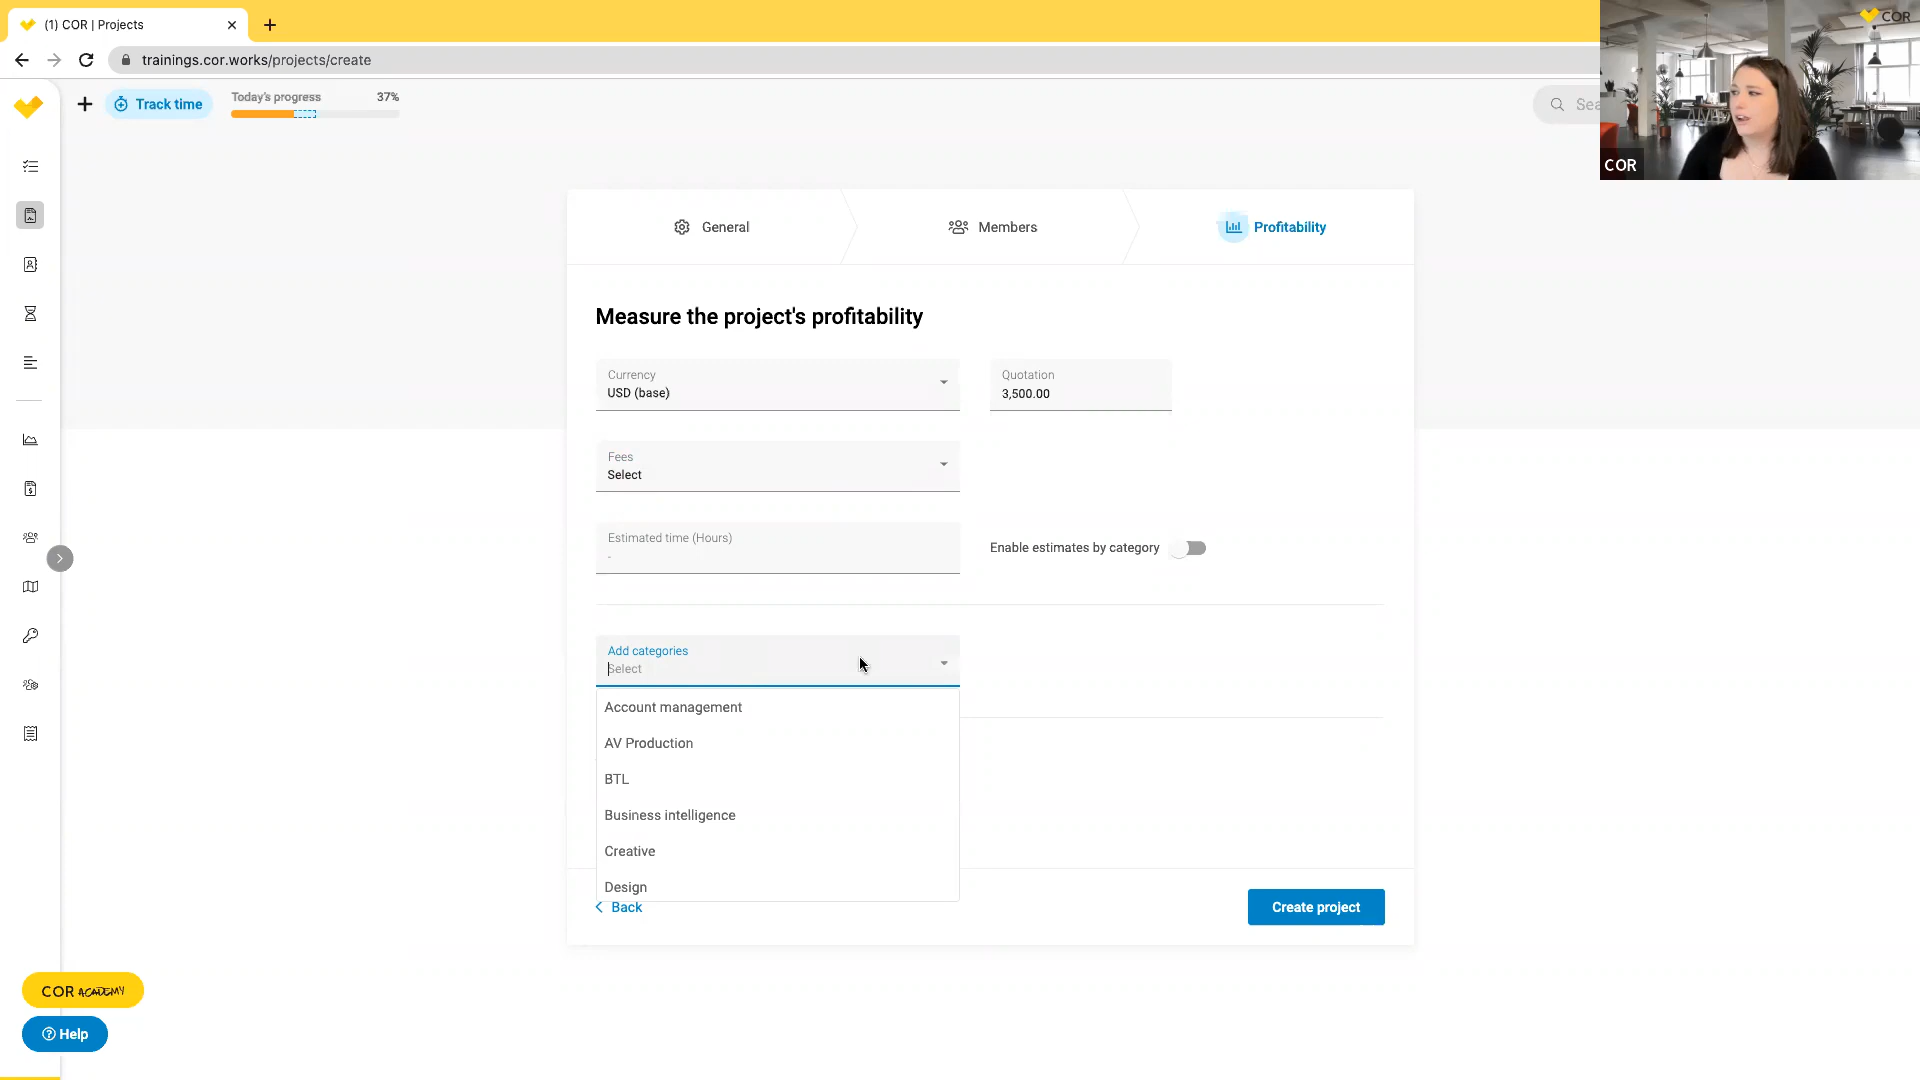 (1) COR | Projects
trainings.cor.works/projects/create
Track time
Today's progress
37%
COR
COR
General
Members
Profitability
Measure the project's profitability
Currency
USD (base)
Quotation
3,500.00
Fees
Select
Estimated time (Hours)
-
Enable estimates by category
Add categories
Select
Account management
AV Production
BTL
Business intelligence
Creative
Design
Back
Create project
COR ACADEMY
Help